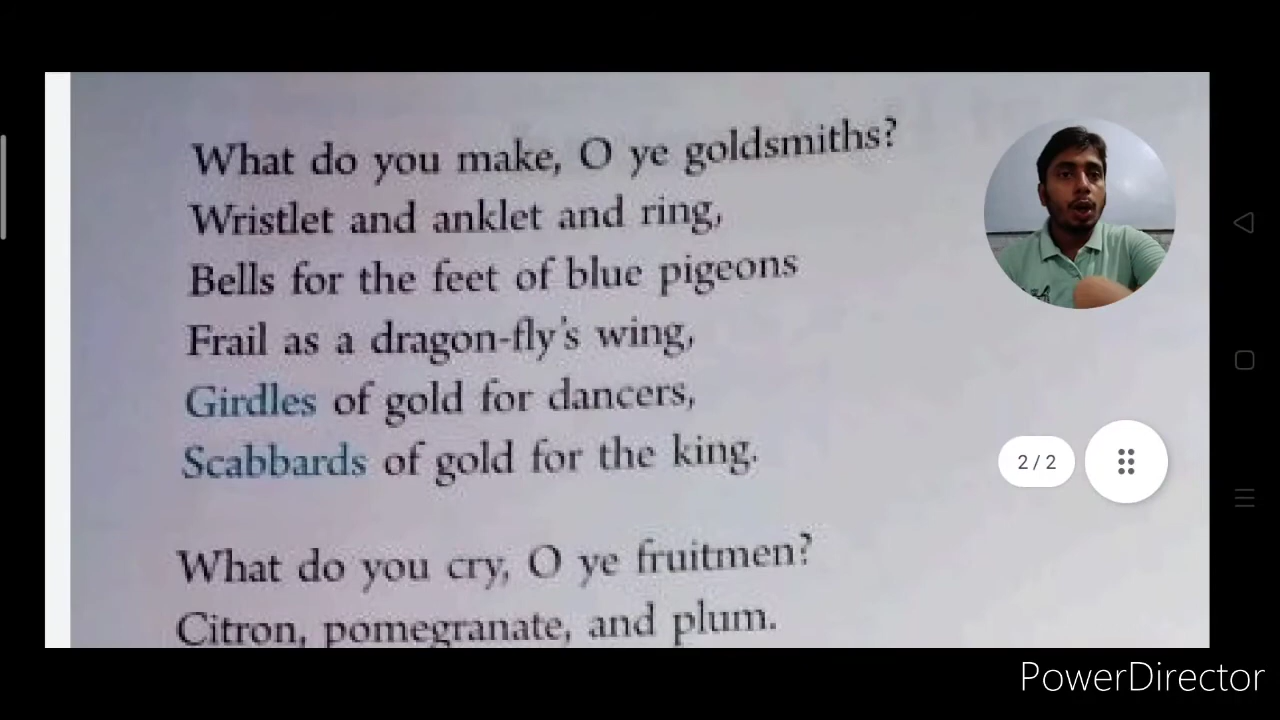 What do you make, O ye goldsmiths?
Wristlet and anklet and ring,
Bells for the feet of blue pigeons
Frail as a dragon-fly's wing,
Girdles of gold for dancers,
Scabbards of gold for the king.
2 / 2
What do you cry, O ye fruitmen?
Citron, pomegranate, and plum.
PowerDirector